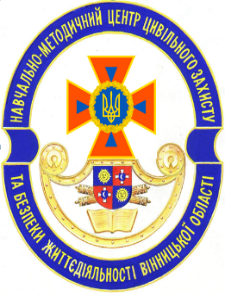 НАВЧАЛЬНО-МЕТОДИЧНИЙ ЦЕНТР ЦИВІЛЬНОГО ЗАХИСТУ
ТА БЕЗПЕКИ ЖИТТЄДІЯЛЬНОСТІ ВІННИЦЬКОЇ ОБЛАСТІ